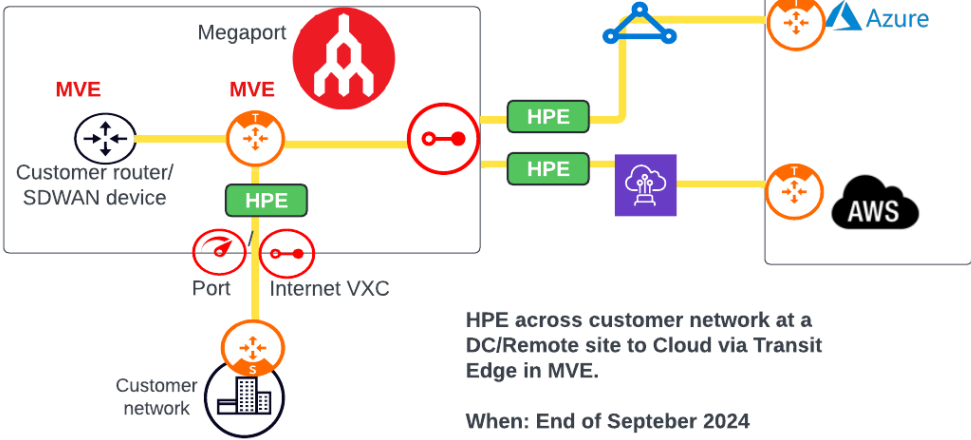 Megaport
MVE
MVE
T
Customer router/
SDWAN device
HPE
/
Port
Internet VXC
S
Customer
network
HPE
HPE
T
Azure
T
AWS
HPE across customer network at a
DC/Remote site to Cloud via Transit
Edge in MVE.
When: End of Septeber 2024